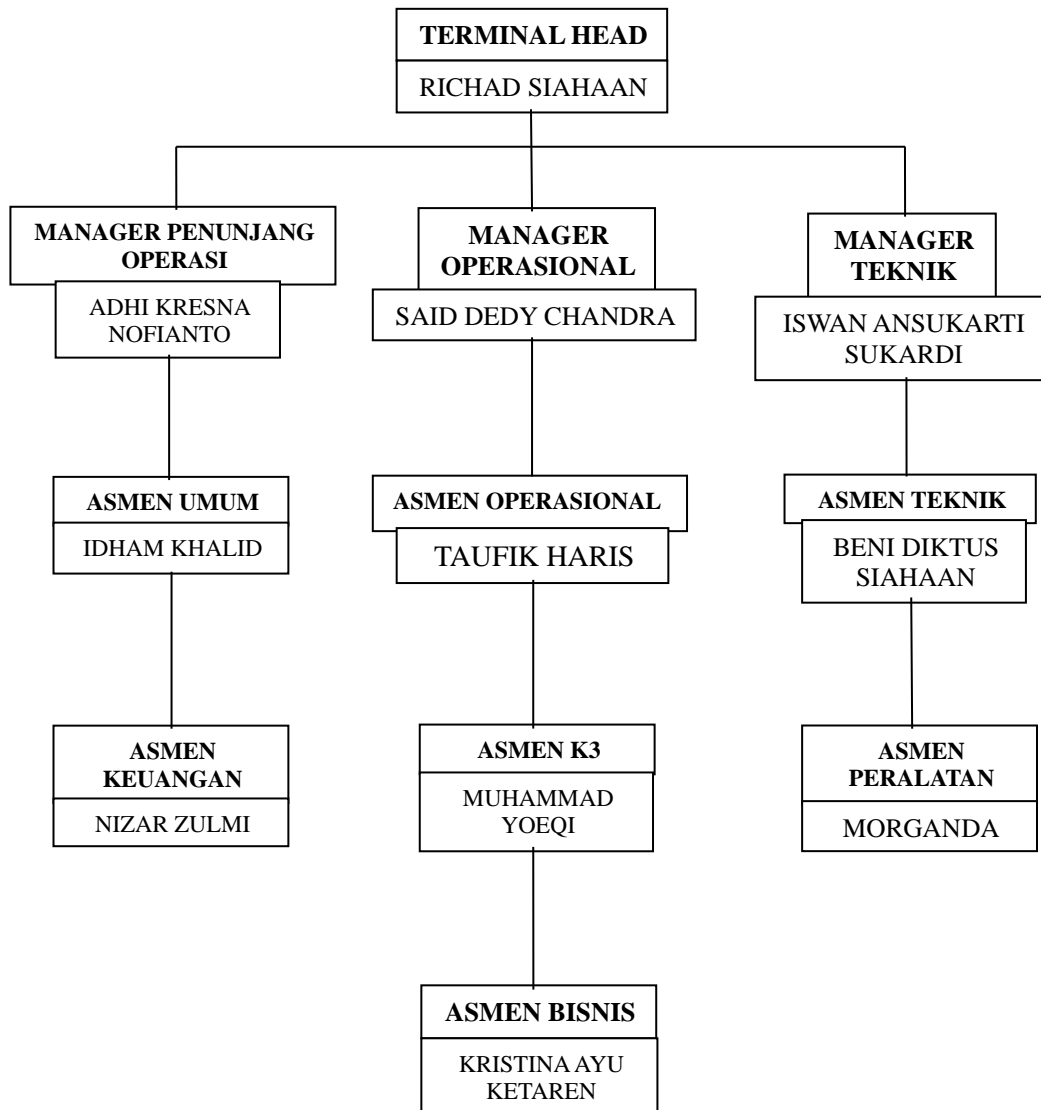 TERMINAL HEAD
RICHAD SIAHAAN
MANAGER PENUNJANG
OPERASI
ADHI KRESNA
NOFIANTO
MANAGER
OPERASIONAL
SAID DEDY CHANDRA
MANAGER
TEKNIK
ISWAN ANSUKARTI
SUKARDI
ASMEN UMUM
IDHAM KHALID
ASMEN OPERASIONAL
TAUFIK HARIS
ASMEN TEKNIK
BENI DIKTUS
SIAHAAN
ASMEN
KEUANGAN
NIZAR ZULMI
ASMEN K3
MUHAMMAD
YOEQI
ASMEN
PERALATAN
MORGANDA
ASMEN BISNIS
KRISTINA AYU
KETAREN